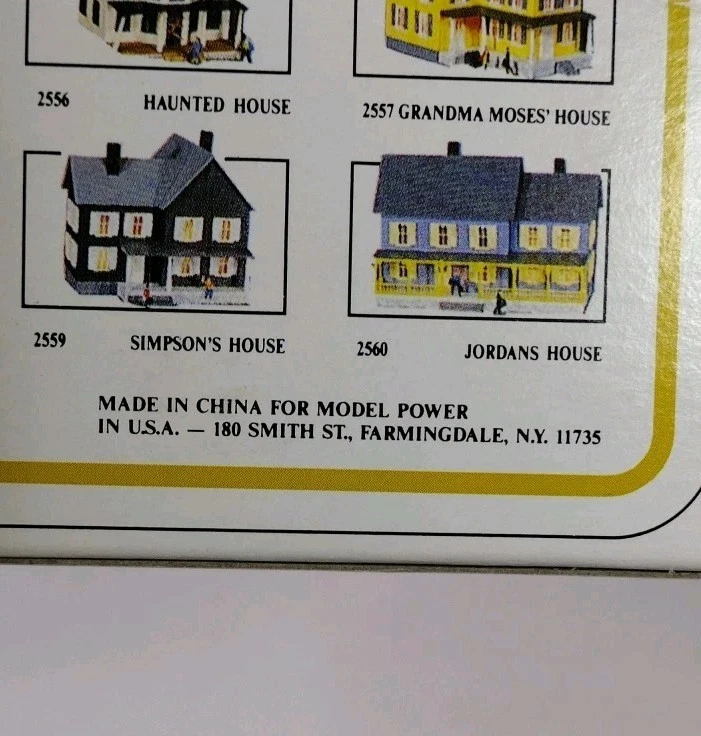 2556 HAUNTED HOUSE
2557 GRANDMA MOSES' HOUSE
2559 SIMPSON'S HOUSE
2560 JORDANS HOUSE
MADE IN CHINA FOR MODEL POWER
IN U.S.A. — 180 SMITH ST., FARMINGDALE, N.Y. 11735